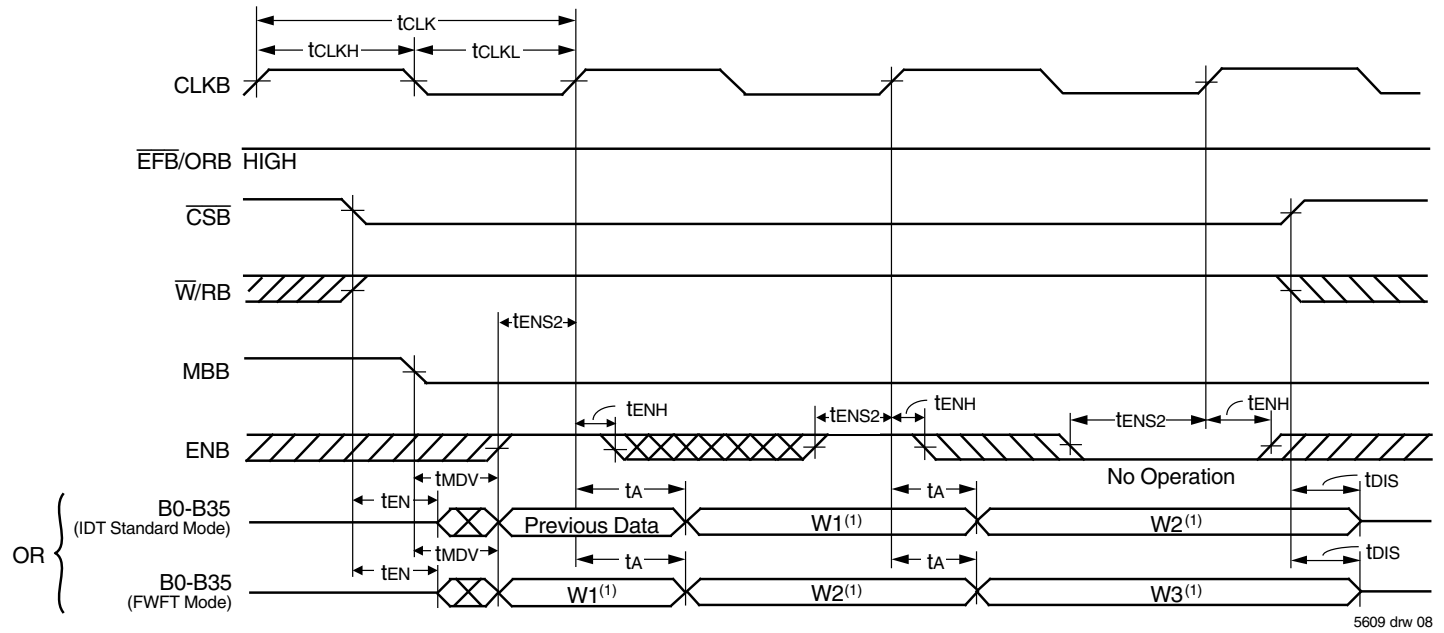 tCLK
tCLKH tCLKL
CLKB
EFB/ORB HIGH
CSB
W/RB
tENS2
MBB
tENH tENS2 tENH tENS2 tENH
ENB
No Operation
tMDV
tEN tA tA tDIS
B0-B35
(IDT Standard Mode)
Previous Data W1(1) W2(1)
OR
tMDV
tEN tA tA tDIS
B0-B35
(FWFT Mode)
W1(1) W2(1) W3(1)
5609 drw 08